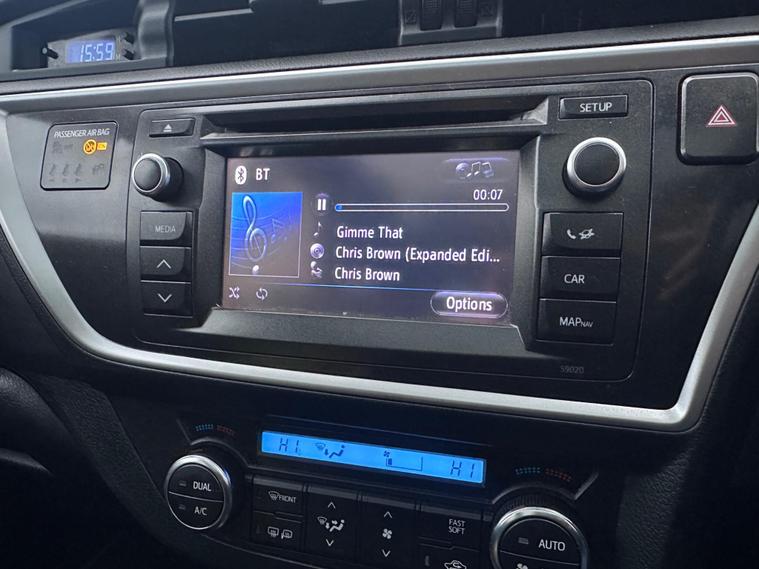 15:59
PASSENGER AIR BAG
SETUP
BT
00:07
Gimme That
Chris Brown (Expanded Edi...
Chris Brown
Options
MEDIA
CAR
MAPNAV
59020
HI
HI
DUAL
A/C
FRONT
FAST
SOFT
AUTO